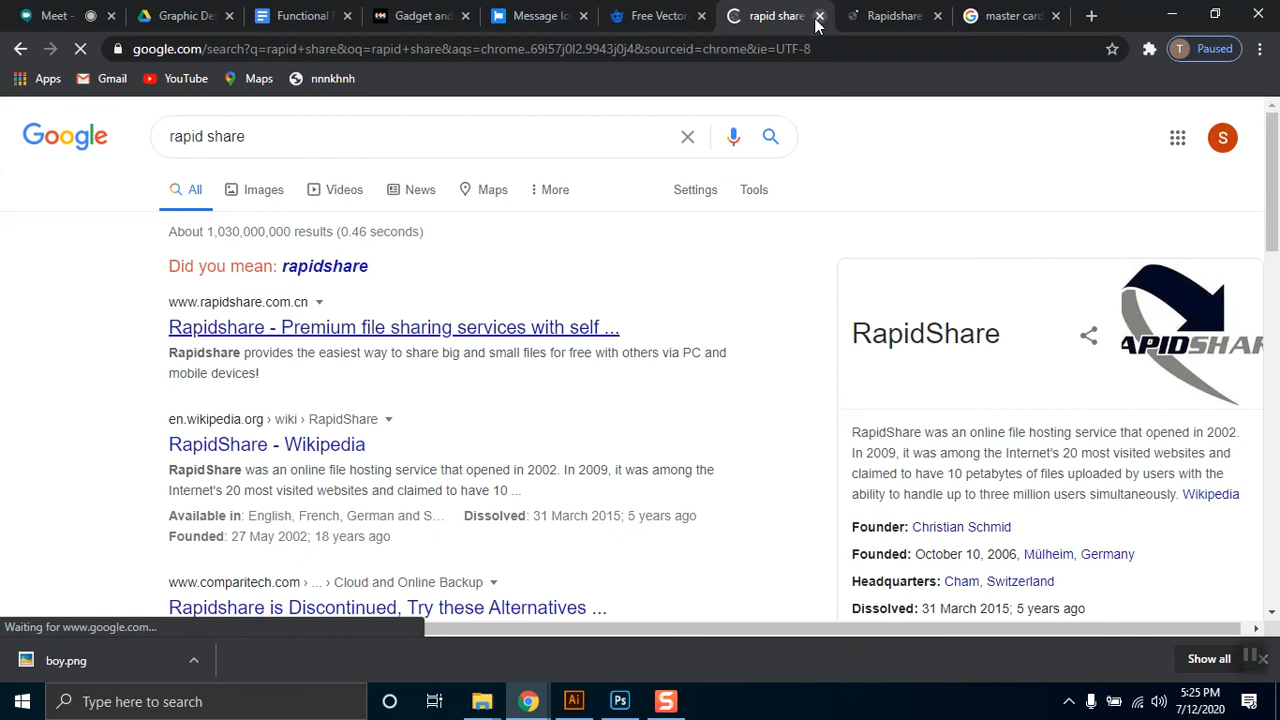 Meet -
Graphic De
Functional F
Gadget and
Message Ic
Free Vector
rapid share
Rapidshare
master card
google.com/search?q=rapid+share&oq=rapid+share&aqs=chrome..69i57j0l2.9943j0j4&sourceid=chrome&ie=UTF-8
T Paused
Apps
Gmail
YouTube
Maps
nnnkhnh
Google
rapid share
S
All
Images
Videos
News
Maps
More
Settings
Tools
About 1,030,000,000 results (0.46 seconds)
Did you mean: rapidshare
www.rapidshare.com.cn
Rapidshare - Premium file sharing services with self ...
Rapidshare provides the easiest way to share big and small files for free with others via PC and
mobile devices!
en.wikipedia.org › wiki › RapidShare
RapidShare - Wikipedia
RapidShare was an online file hosting service that opened in 2002. In 2009, it was among the
Internet's 20 most visited websites and claimed to have 10 ...
Available in: English, French, German and S... Dissolved: 31 March 2015; 5 years ago
Founded: 27 May 2002; 18 years ago
www.comparitech.com › ... › Cloud and Online Backup
Rapidshare is Discontinued, Try these Alternatives ...
RapidShare
APIDSHAR
RapidShare was an online file hosting service that opened in 2002.
In 2009, it was among the Internet's 20 most visited websites and
claimed to have 10 petabytes of files uploaded by users with the
ability to handle up to three million users simultaneously. Wikipedia
Founder: Christian Schmid
Founded: October 10, 2006, Mülheim, Germany
Headquarters: Cham, Switzerland
Dissolved: 31 March 2015; 5 years ago
Waiting for www.google.com...
boy.png
Show all
Type here to search
Ai
Ps
S
5:25 PM
7/12/2020